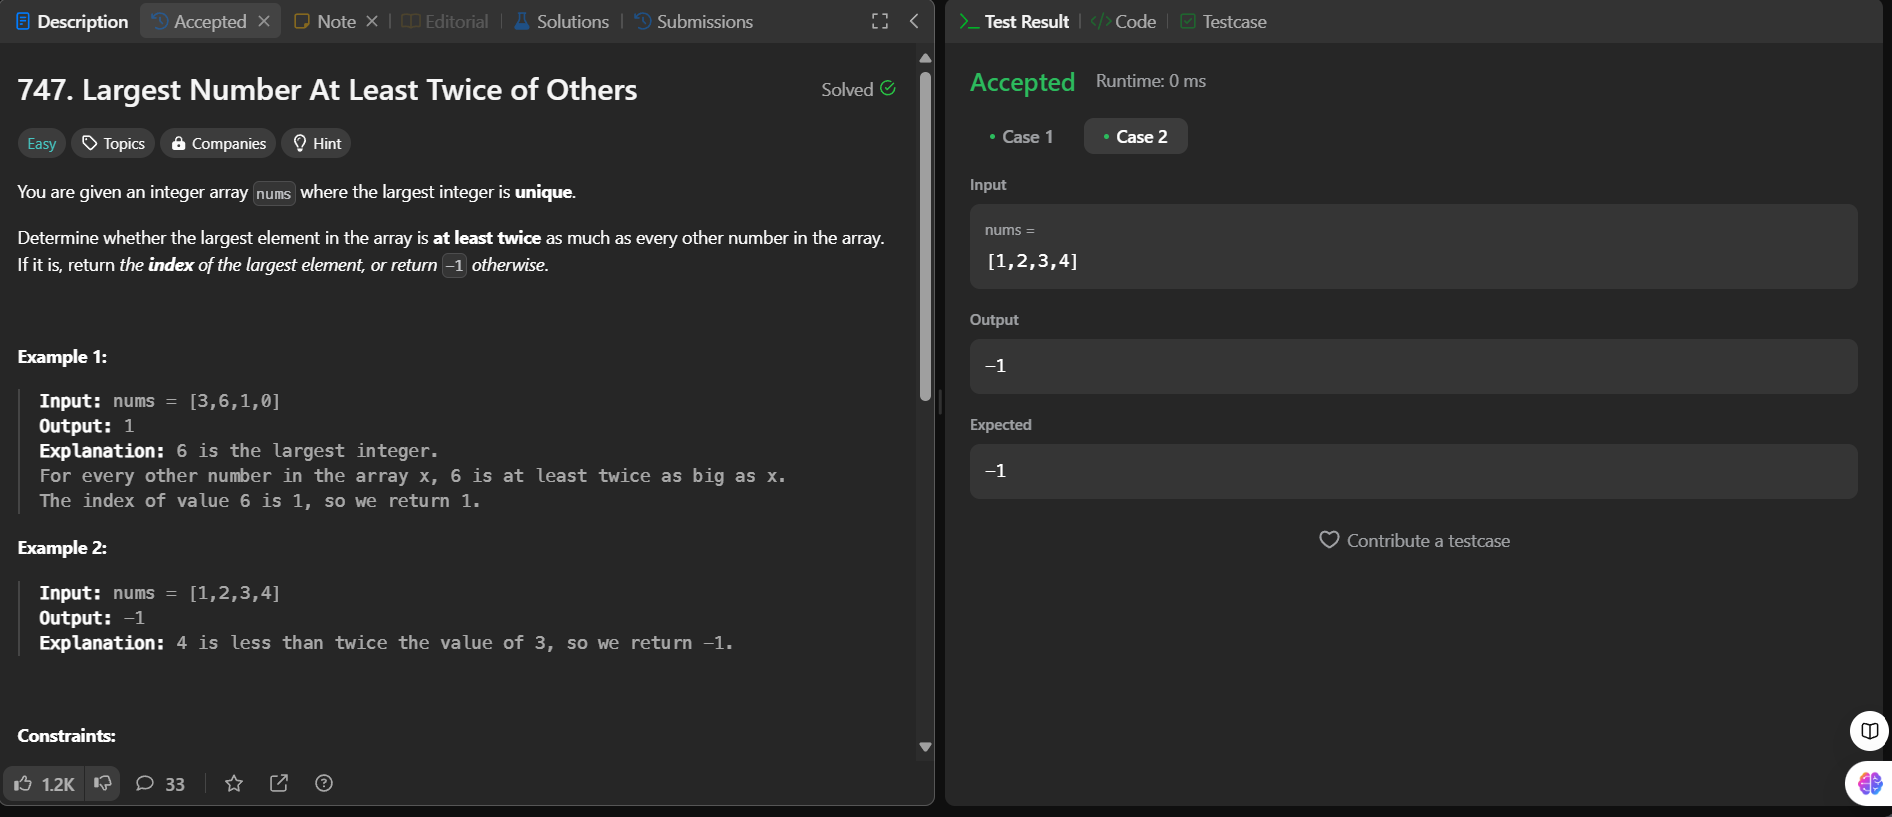 Description
Accepted
Note
Editorial
Solutions
Submissions
747. Largest Number At Least Twice of Others
Solved
Easy
Topics
Companies
Hint
You are given an integer array nums where the largest integer is unique.
Determine whether the largest element in the array is at least twice as much as every other number in the array.
If it is, return the index of the largest element, or return -1 otherwise.
Example 1:
Input: nums = [3,6,1,0]
Output: 1
Explanation: 6 is the largest integer.
For every other number in the array x, 6 is at least twice as big as x.
The index of value 6 is 1, so we return 1.
Example 2:
Input: nums = [1,2,3,4]
Output: -1
Explanation: 4 is less than twice the value of 3, so we return -1.
Constraints:
1.2K
33
Test Result
Code
Testcase
Accepted
Runtime: 0 ms
Case 1
Case 2
Input
nums =
[1,2,3,4]
Output
-1
Expected
-1
Contribute a testcase